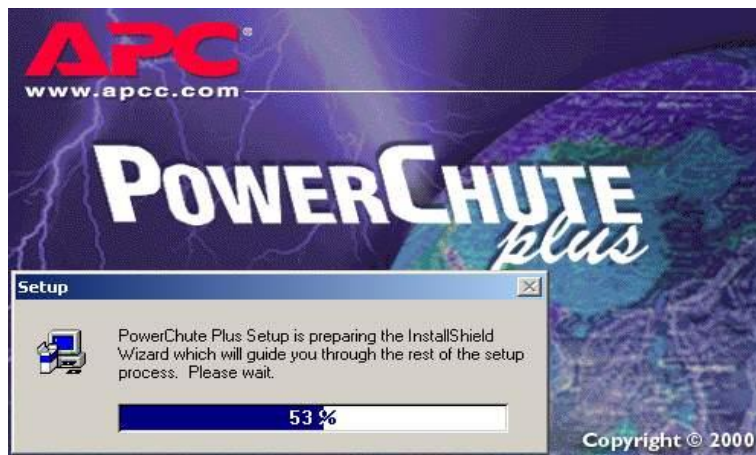 APC®
www.apcc.com
POWERCHUTE
plus
Setup
PowerChute Plus Setup is preparing the InstallShield
Wizard which will guide you through the rest of the setup
process. Please wait.
53 %
Copyright © 2000